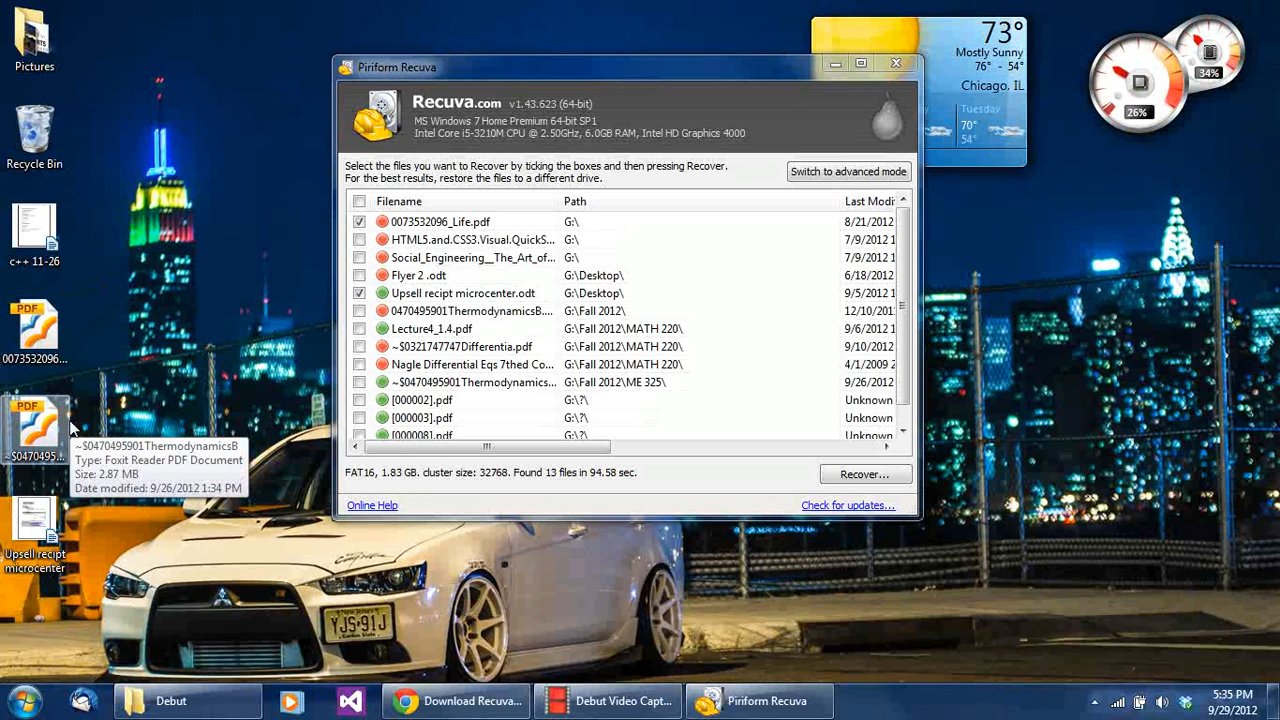 Pictures
Recycle Bin
c++ 11-26
PDF
0073532096...
PDF
~$0470495...
~$0470495901ThermodynamicsB
Type: Foxit Reader PDF Document
Size: 2.87 MB
Date modified: 9/26/2012 1:34 PM
Upsell recipt
microcenter
73°
Mostly Sunny
76° - 54°
Chicago, IL
Tuesday
70°
54°
34%
26%
Piriform Recuva
Recuva.com v1.43.623 (64-bit)
MS Windows 7 Home Premium 64-bit SP1
Intel Core i5-3210M CPU @ 2.50GHz, 6.0GB RAM, Intel HD Graphics 4000
Select the files you want to Recover by ticking the boxes and then pressing Recover.
For the best results, restore the files to a different drive.
Switch to advanced mode
Filename Path Last Modi
0073532096_Life.pdf G:\ 8/21/2012
HTML5.and.CSS3.Visual.QuickS... G:\ 7/9/2012 1
Social_Engineering__The_Art_of... G:\ 7/9/2012 1
Flyer 2 .odt G:\Desktop\ 6/18/2012
Upsell recipt microcenter.odt G:\Desktop\ 9/5/2012 1
0470495901ThermodynamicsB.... G:\Fall 2012\ 12/10/201
Lecture4_1.4.pdf G:\Fall 2012\MATH 220\ 9/6/2012 1
~$0321747747Differentia.pdf G:\Fall 2012\MATH 220\ 9/10/2012
Nagle Differential Eqs 7thed Co... G:\Fall 2012\MATH 220\ 4/1/2009 2
~$0470495901Thermodynamics... G:\Fall 2012\ME 325\ 9/26/2012
[000002].pdf G:\?\ Unknown
[000003].pdf G:\?\ Unknown
[000008].pdf G:\?\ Unknown
FAT16, 1.83 GB. cluster size: 32768. Found 13 files in 94.58 sec.
Recover...
Online Help
Check for updates...
YJS 91J
Debut
Download Recuva...
Debut Video Capt...
Piriform Recuva
5:35 PM
9/29/2012